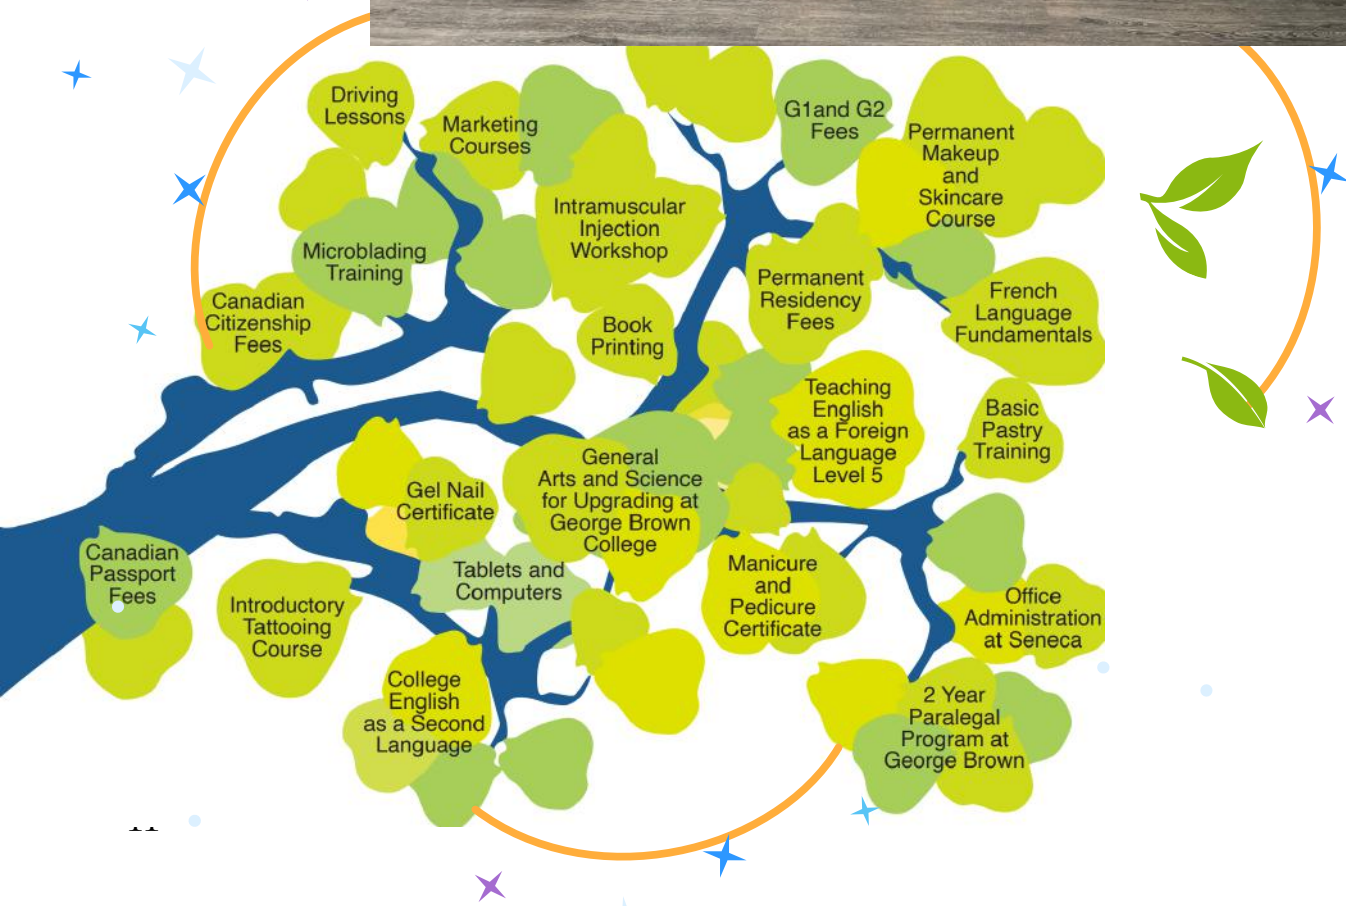 Driving
Lessons
Marketing
Courses
G1and G2
Fees
Permanent
Makeup
and
Skincare
Course
Intramuscular
Injection
Workshop
Microblading
Training
Permanent
Residency
Fees
French
Language
Fundamentals
Canadian
Citizenship
Fees
Book
Printing
Teaching
English
as a Foreign
Language
Level 5
Basic
Pastry
Training
General
Arts and Science
for Upgrading at
George Brown
College
Gel Nail
Certificate
Canadian
Passport
Fees
Tablets and
Computers
Manicure
and
Pedicure
Certificate
Introductory
Tattooing
Course
Office
Administration
at Seneca
College
English
as a Second
Language
2 Year
Paralegal
Program at
George Brown